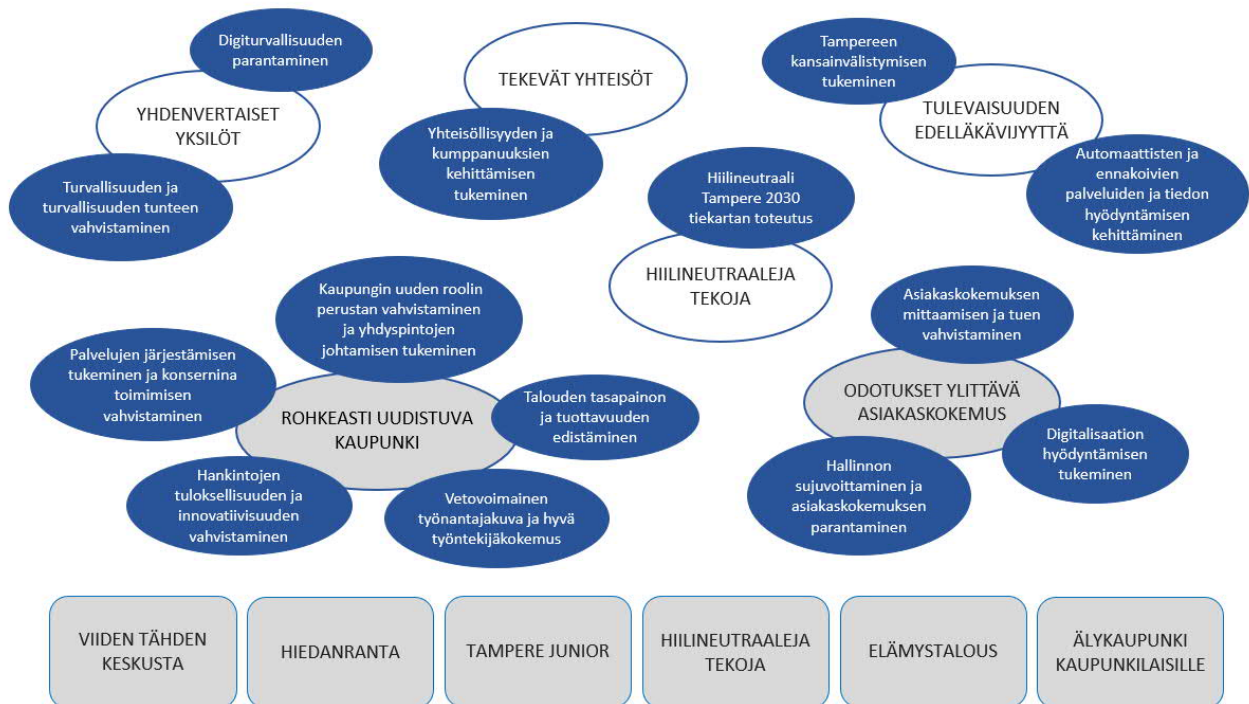 Digiturvallisuuden
parantaminen
YHDENVERTAISET
YKSILÖT
Turvallisuuden ja
turvallisuuden tunteen
vahvistaminen
TEKEVÄT YHTEISÖT
Yhteisöllisyyden ja
kumppanuuksien
kehittämisen
tukeminen
Tampereen
kansainvälistymisen
tukeminen
TULEVAISUUDEN
EDELLÄKÄVIJYYTTÄ
Automaattisten ja
ennakoivien
palveluiden ja tiedon
hyödyntämisen
kehittäminen
Hiilineutraali
Tampere 2030
tiekartan toteutus
HIILINEUTRAALEJA
TEKOJA
Kaupungin uuden roolin
perustan vahvistaminen
ja yhdyspintojen
johtamisen tukeminen
Palvelujen järjestämisen
tukeminen ja konsernina
toimimisen
vahvistaminen
ROHKEASTI UUDISTUVA
KAUPUNKI
Talouden tasapainon
ja tuottavuuden
edistäminen
Hankintojen
tuloksellisuuden ja
innovatiivisuuden
vahvistaminen
Vetovoimainen
työnantajakuva ja hyvä
työntekijäkokemus
Asiakaskokemuksen
mittaamisen ja tuen
vahvistaminen
ODOTUKSET YLITTÄVÄ
ASIAKASKOKEMUS
Digitalisaation
hyödyntämisen
tukeminen
Hallinnon
sujuvoittaminen ja
asiakaskokemuksen
parantaminen
VIIDEN TÄHDEN
KESKUSTA
HIEDANRANTA
TAMPERE JUNIOR
HIILINEUTRAALEJA
TEKOJA
ELÄMYSTALOUS
ÄLYKAUPUNKI
KAUPUNKILAISILLE